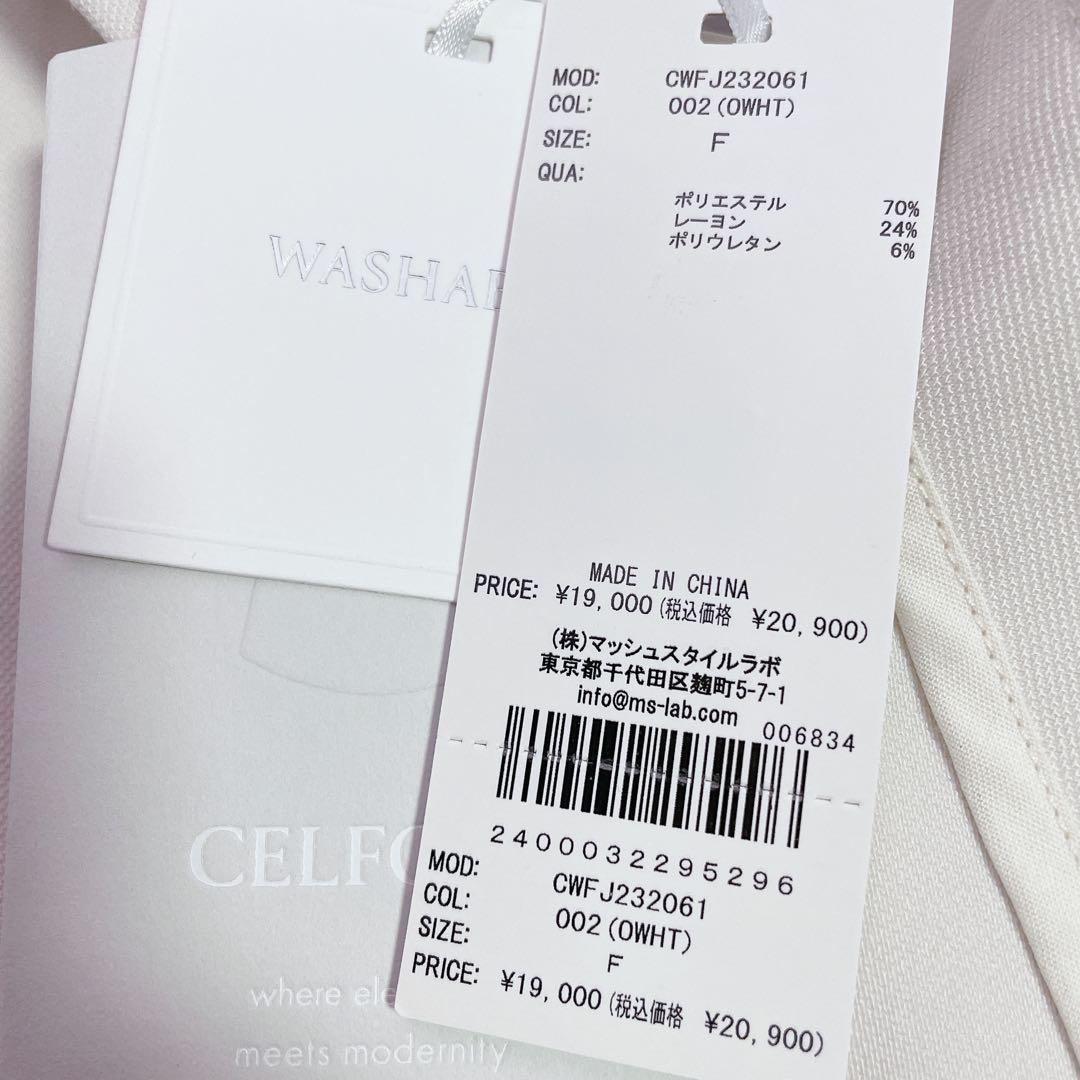 MOD: CWFJ232061
COL: 002(OWHT)
SIZE: F
QUA:
ポリエステル 70%
レーヨン 24%
ポリウレタン 6%
MADE IN CHINA
PRICE: ¥19,000(税込価格 ¥20,900)
(株)マッシュスタイルラボ
東京都千代田区麹町5-7-1
info@ms-lab.com
006834
2400032295296
MOD: CWFJ232061
COL: 002(OWHT)
SIZE: F
PRICE: ¥19,000(税込価格 ¥20,900)
WASHAB
CELFO
where ele
meets modernity